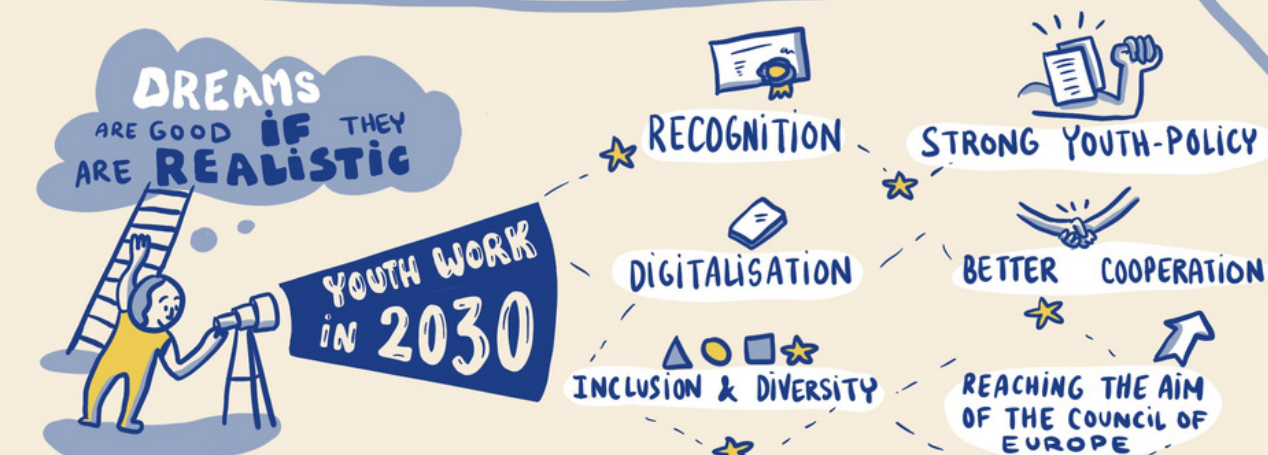 DREAMS
ARE GOOD iF THEY
ARE REALiSTiC
YOUTH WORK
iN 2030
RECOGNiTiON
STRONG YOUTH-POLiCY
DiGiTALiSATiON
BETTER COOPERATiON
iNCLUSiON & DiVERSiTY
REACHiNG THE AiM
OF THE COUNCiL OF
EUROPE